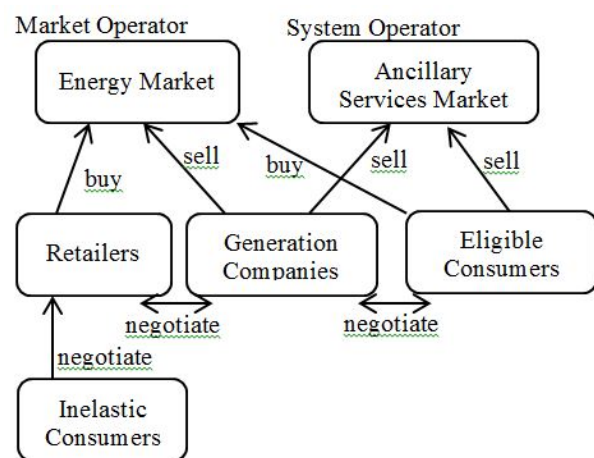 Market Operator
System Operator
Energy Market
Ancillary
Services Market
buy
sell
buy
sell
sell
Retailers
Generation
Companies
Eligible
Consumers
negotiate
negotiate
negotiate
Inelastic
Consumers